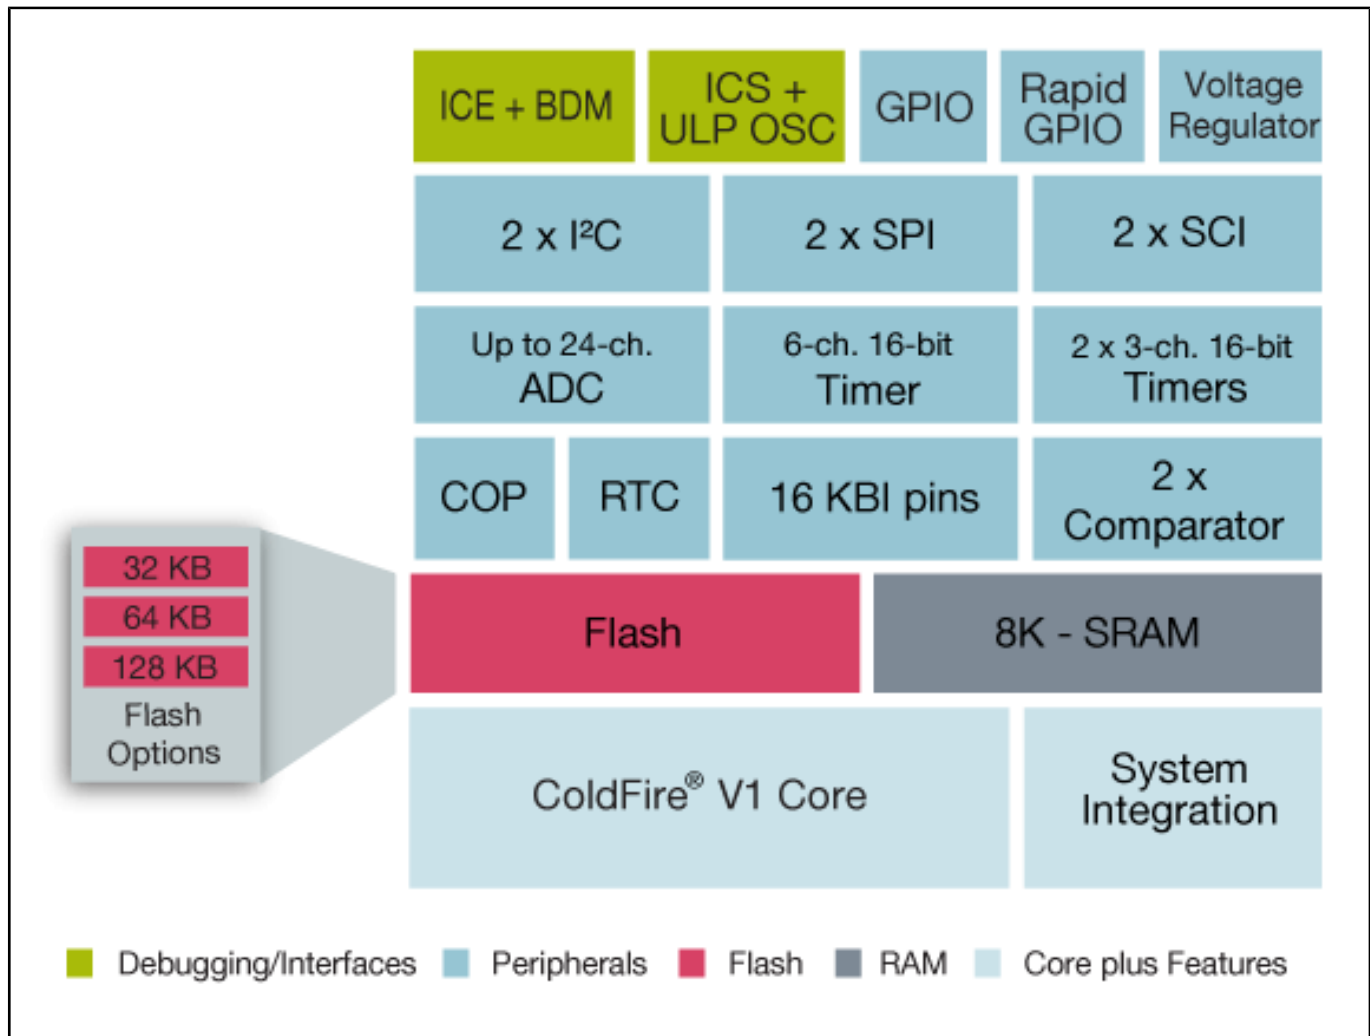 ICE + BDM
ICS +
ULP OSC
GPIO
Rapid
GPIO
Voltage
Regulator
2 x I²C
2 x SPI
2 x SCI
Up to 24-ch.
ADC
6-ch. 16-bit
Timer
2 x 3-ch. 16-bit
Timers
COP
RTC
16 KBI pins
2 x
Comparator
32 KB
64 KB
128 KB
Flash
Options
Flash
8K - SRAM
ColdFire® V1 Core
System
Integration
Debugging/Interfaces
Peripherals
Flash
RAM
Core plus Features